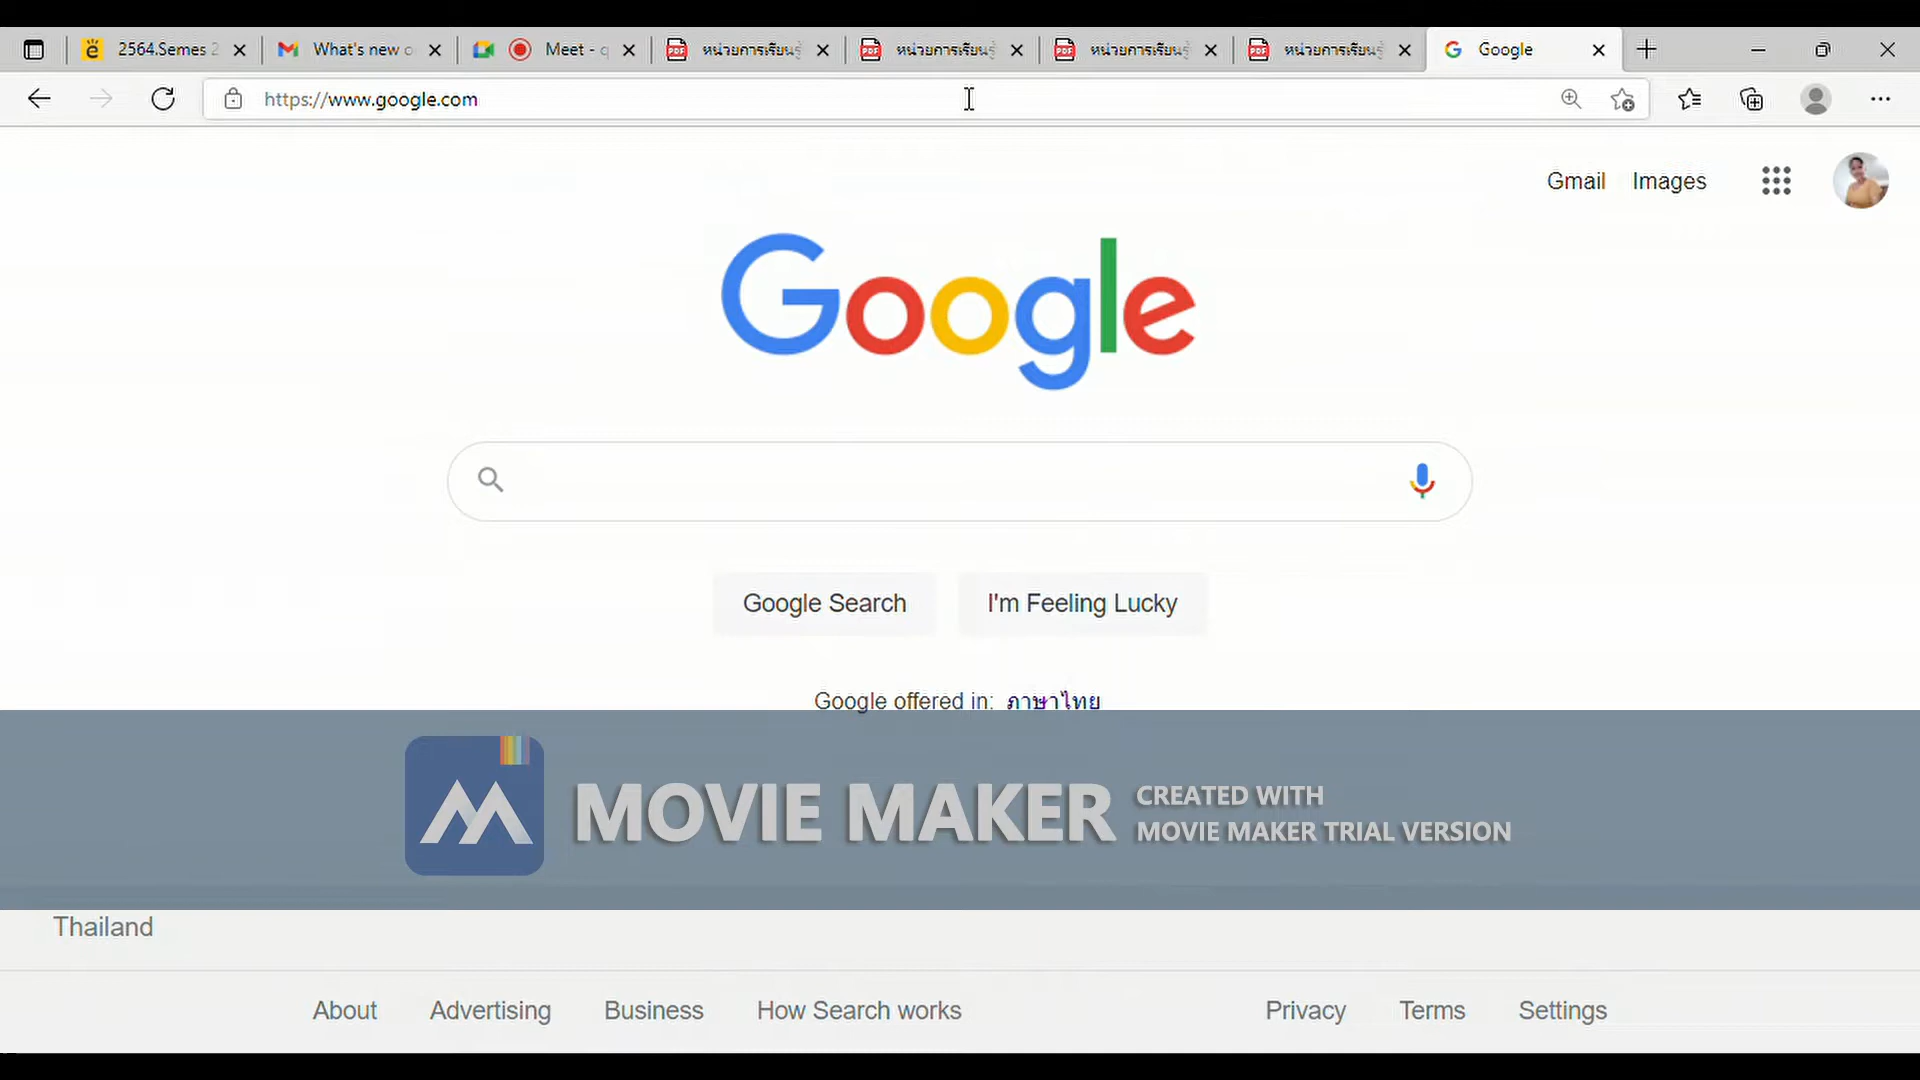 2564.Semes 2
What's new o
Meet - q
หน่วยการเรียนรู้
หน่วยการเรียนรู้
หน่วยการเรียนรู้
หน่วยการเรียนรู้
Google
https://www.google.com
Gmail Images
Google
Google Search I'm Feeling Lucky
Google offered in: ภาษาไทย
MOVIE MAKER
CREATED WITH
MOVIE MAKER TRIAL VERSION
Thailand
About Advertising Business How Search works Privacy Terms Settings